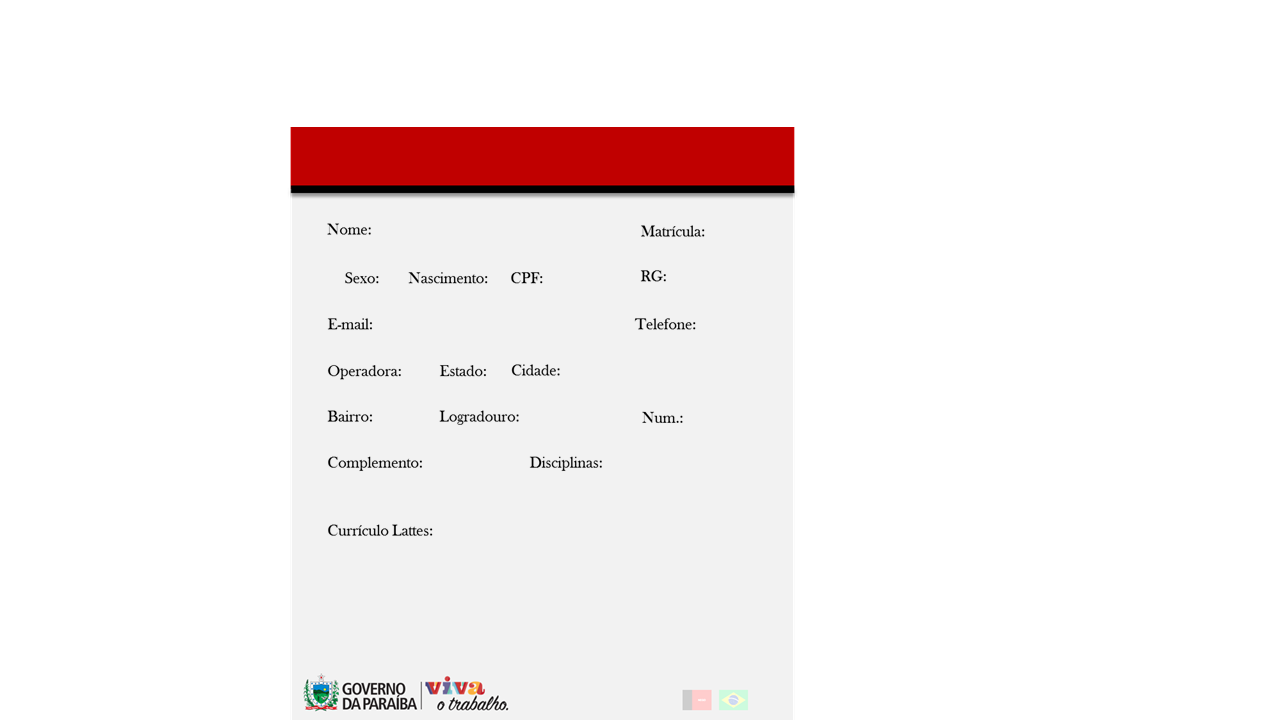 Nome: Matrícula:
Sexo: Nascimento: CPF: RG:
E-mail: Telefone:
Operadora: Estado: Cidade:
Bairro: Logradouro: Num.:
Complemento: Disciplinas:
Currículo Lattes:
GOVERNO DA PARAÍBA
viva o trabalho.